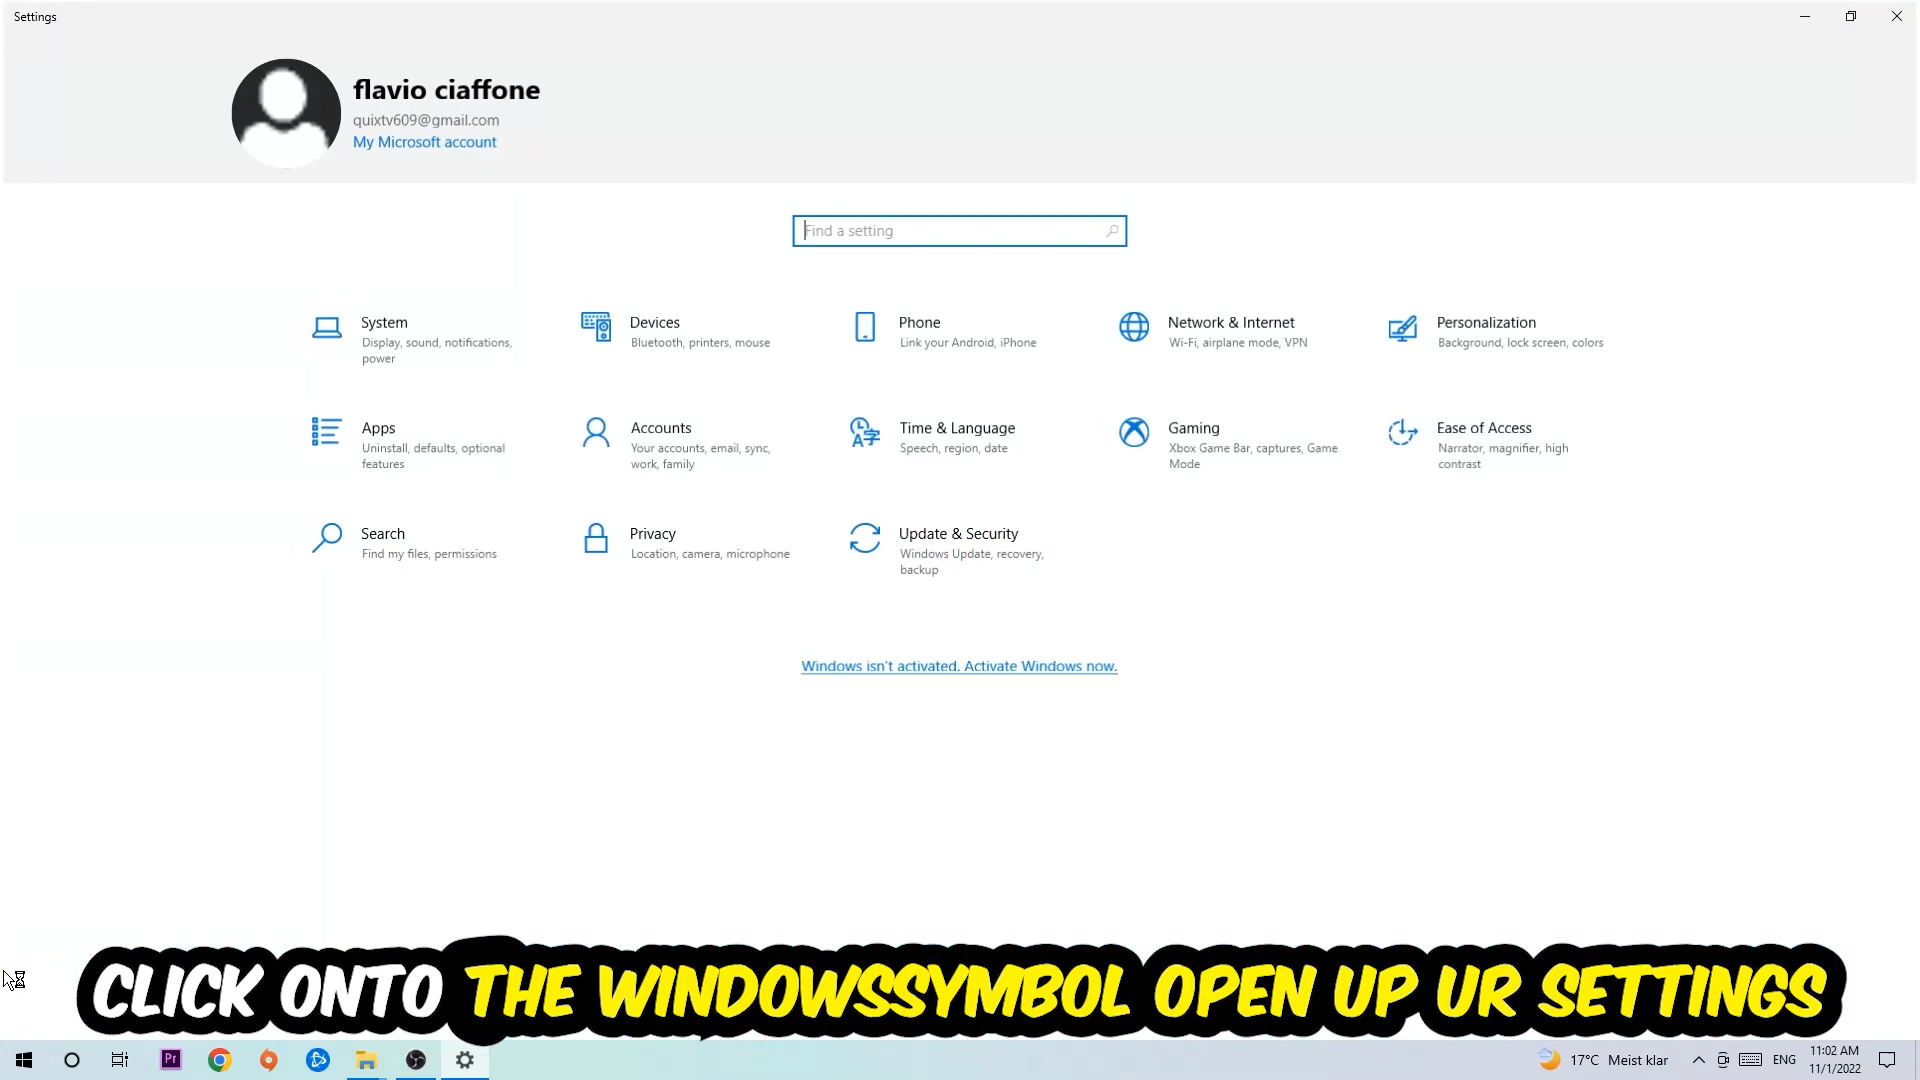 Settings
flavio ciaffone
quixtv609@gmail.com
My Microsoft account
Find a setting
System
Display, sound, notifications,
power
Devices
Bluetooth, printers, mouse
Phone
Link your Android, iPhone
Network & Internet
Wi-Fi, airplane mode, VPN
Personalization
Background, lock screen, colors
Apps
Uninstall, defaults, optional
features
Accounts
Your accounts, email, sync,
work, family
Time & Language
Speech, region, date
Gaming
Xbox Game Bar, captures, Game
Mode
Ease of Access
Narrator, magnifier, high
contrast
Search
Find my files, permissions
Privacy
Location, camera, microphone
Update & Security
Windows Update, recovery,
backup
Windows isn't activated. Activate Windows now.
CLICK ONTO THE WINDOWSSYMBOL OPEN UP UR SETTINGS
Pr
17°C Meist klar
ENG
11:02 AM
11/1/2022